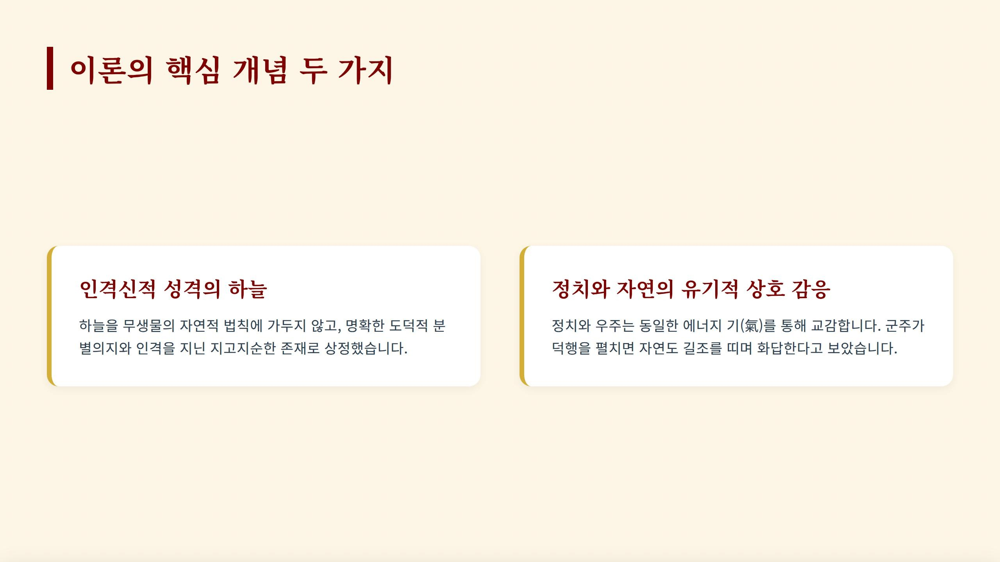 이론의 핵심 개념 두 가지
인격신적 성격의 하늘
하늘을 무생물의 자연적 법칙에 가두지 않고, 명확한 도덕적 분
별의지와 인격을 지닌 지고지순한 존재로 상정했습니다.
정치와 자연의 유기적 상호 감응
정치와 우주는 동일한 에너지 기(氣)를 통해 교감합니다. 군주가
덕행을 펼치면 자연도 길조를 띠며 화답한다고 보았습니다.